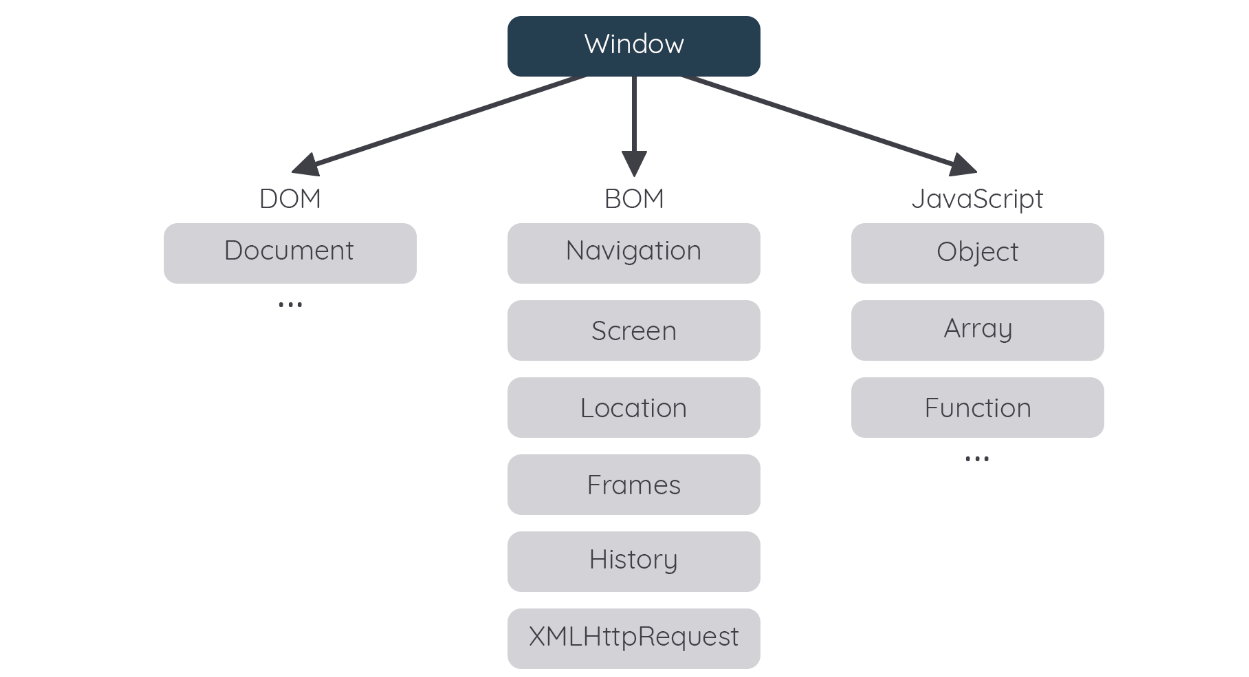 Window
DOM
Document
...
BOM
Navigation
Screen
Location
Frames
History
XMLHttpRequest
JavaScript
Object
Array
Function
...